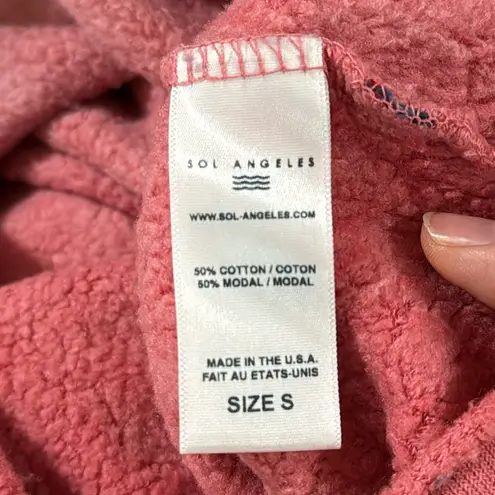 SOL ANGELES
WWW.SOL-ANGELES.COM
50% COTTON / COTON
50% MODAL / MODAL
MADE IN THE U.S.A.
FAIT AU ETATS-UNIS
SIZE S